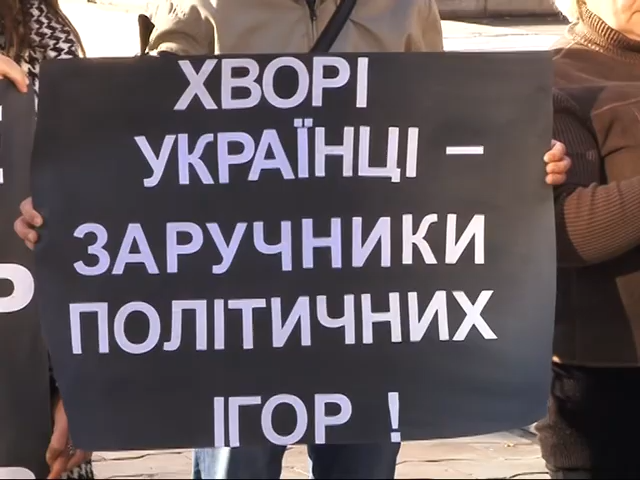 ХВОРІ
УКРАЇНЦІ –
ЗАРУЧНИКИ
ПОЛІТИЧНИХ
ІГОР !